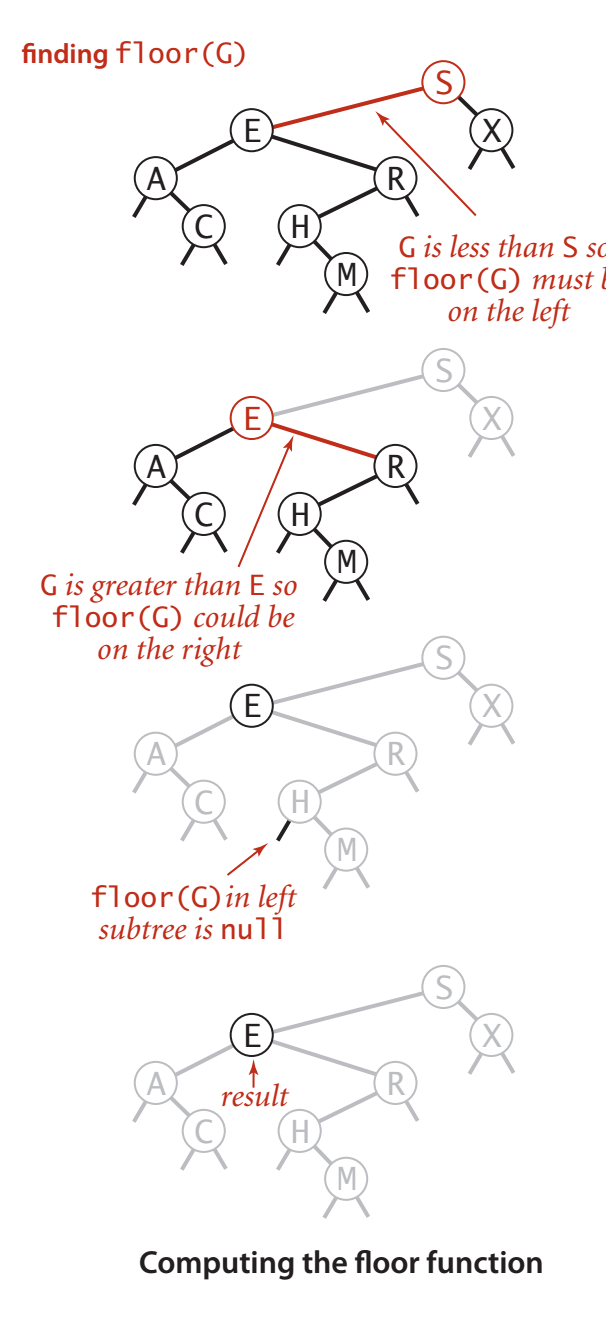 finding floor(G)
S
E
X
A
R
C
H
M
G is less than S so
floor(G) must
on the left
S
E
X
A
R
C
H
M
G is greater than E so
floor(G) could be
on the right
S
E
X
A
R
C
H
M
floor(G)in left
subtree is null
S
E
X
A
R
result
C
H
M
Computing the floor function